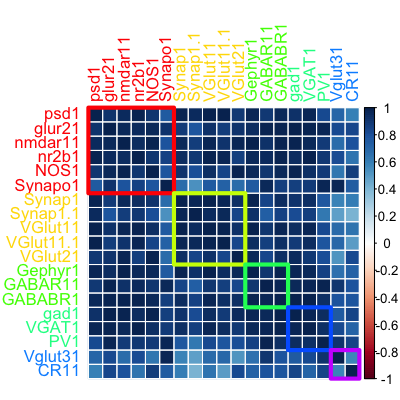 psd1
glur21
nmdar11
nr2b1
NOS1
Synapo1
Synap1
Synap1.1
VGlut11
VGlut11.1
VGlut21
Gephyr1
GABAR11
GABABR1
gad1
VGAT1
PV1
Vglut31
CR11
psd1
glur21
nmdar11
nr2b1
NOS1
Synapo1
Synap1
Synap1.1
VGlut11
VGlut11.1
VGlut21
Gephyr1
GABAR11
GABABR1
gad1
VGAT1
PV1
Vglut31
CR11
1
0.8
0.6
0.4
0.2
0
-0.2
-0.4
-0.6
-0.8
-1